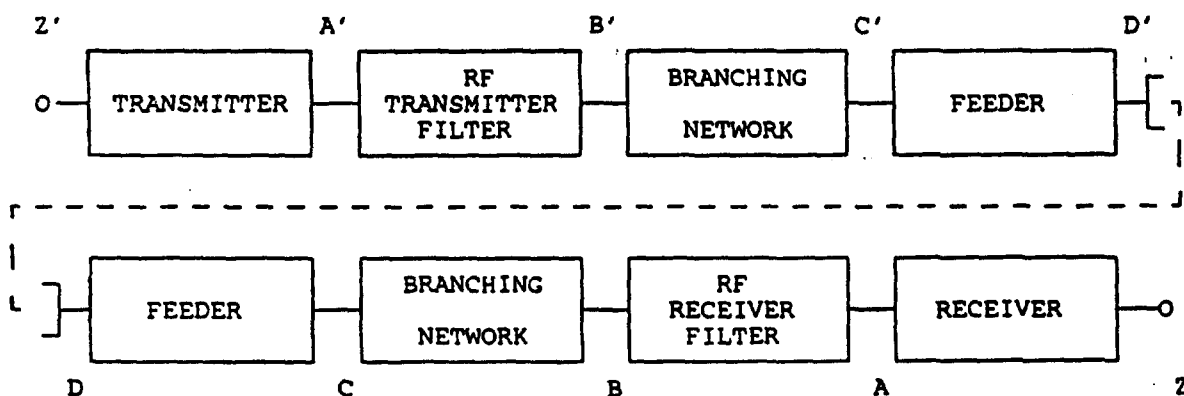 Z' A' B' C' D'
TRANSMITTER
RF
TRANSMITTER
FILTER
BRANCHING
NETWORK
FEEDER
FEEDER
BRANCHING
NETWORK
RF
RECEIVER
FILTER
RECEIVER
D C B A Z